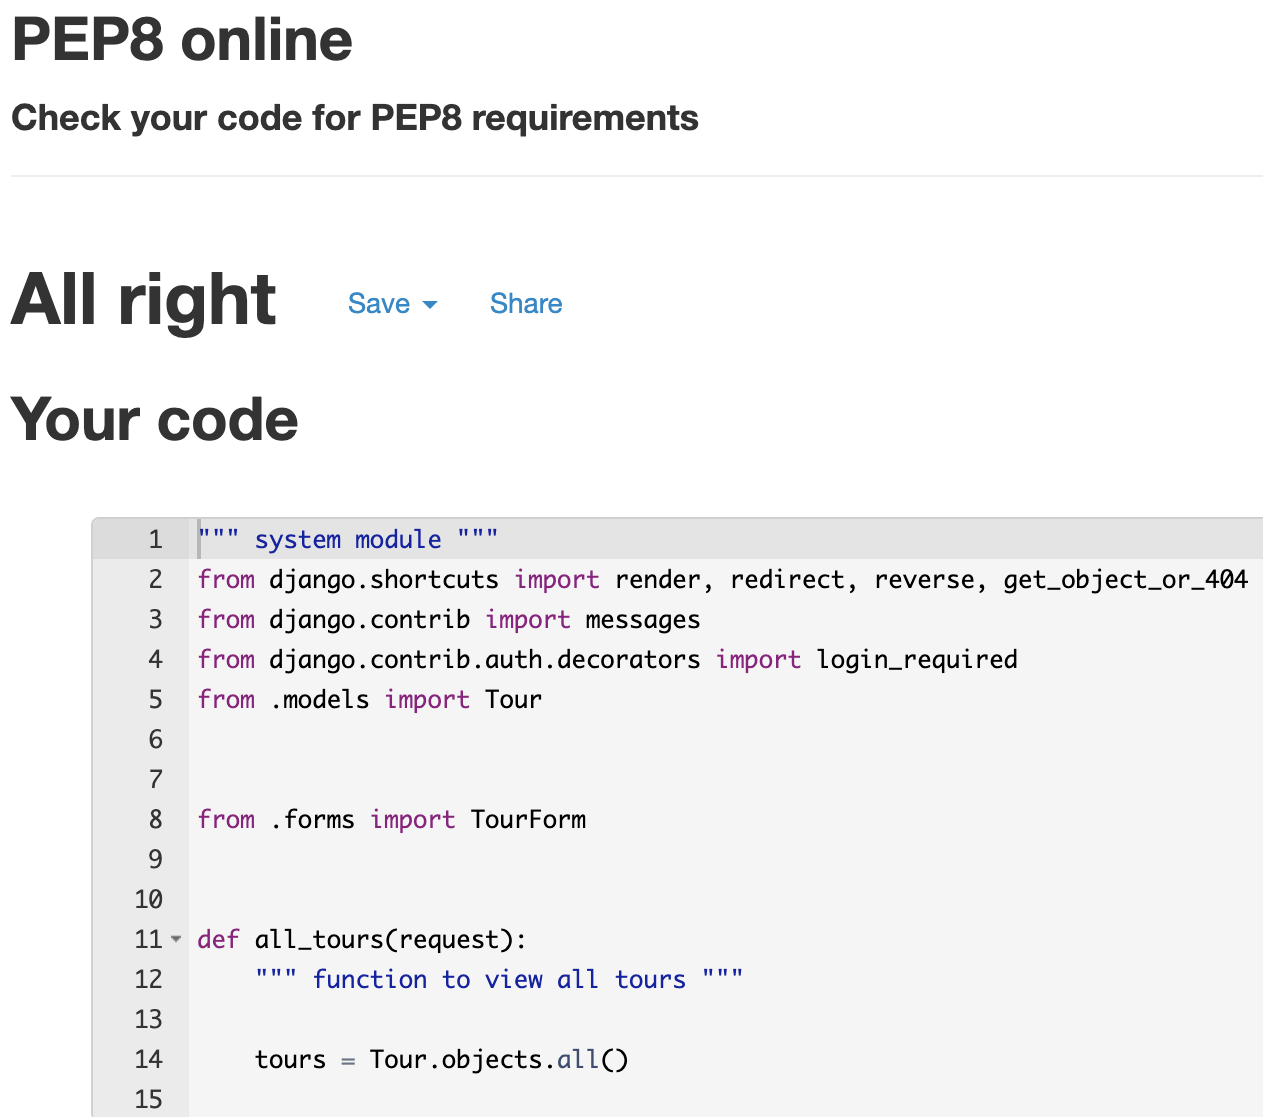 PEP8 online
Check your code for PEP8 requirements
All right Save Share
Your code
1 """ system module """
2 from django.shortcuts import render, redirect, reverse, get_object_or_404
3 from django.contrib import messages
4 from django.contrib.auth.decorators import login_required
5 from .models import Tour
6
7
8 from .forms import TourForm
9
10
11 def all_tours(request):
12     """ function to view all tours """
13
14     tours = Tour.objects.all()
15